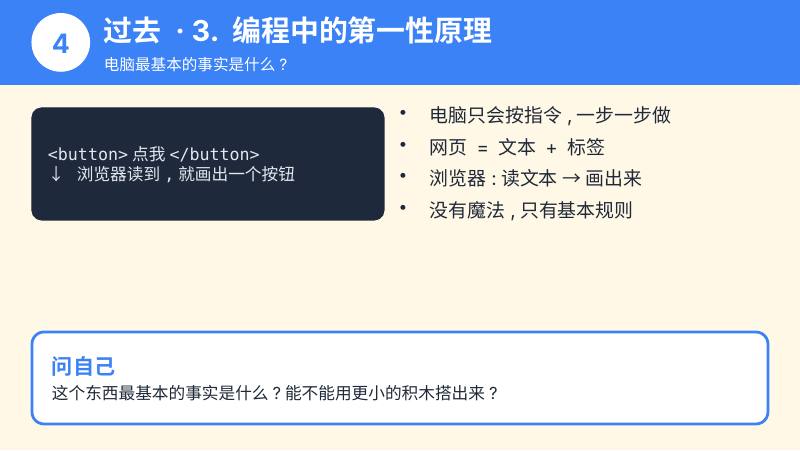 4
过去 · 3. 编程中的第一性原理
电脑最基本的事实是什么？
<button> 点我 </button>
↓ 浏览器读到，就画出一个按钮
• 电脑只会按指令，一步一步做
• 网页 = 文本 + 标签
• 浏览器：读文本 → 画出来
• 没有魔法，只有基本规则
问自己
这个东西最基本的事实是什么？能不能用更小的积木搭出来？